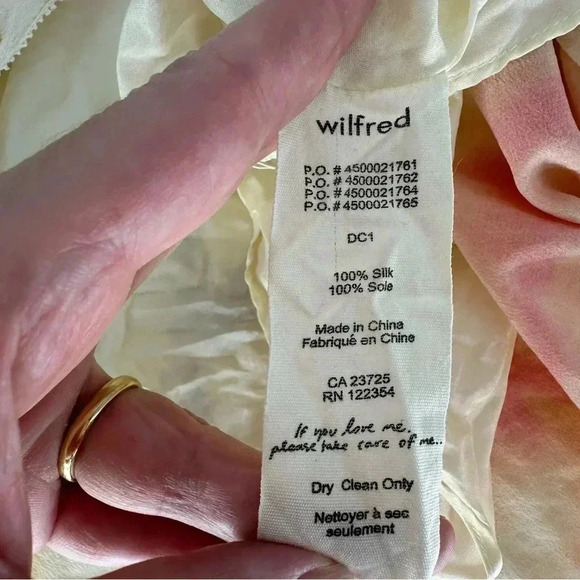 wilfred
P.O. # 4500021761
P.O. # 4500021762
P.O. # 4500021764
P.O. # 4500021765
DC1
100% Silk
100% Soie
Made in China
Fabriqué en Chine
CA 23725
RN 122354
If you love me.
please take care of me..
Dry Clean Only
Nettoyer à sec
seulement